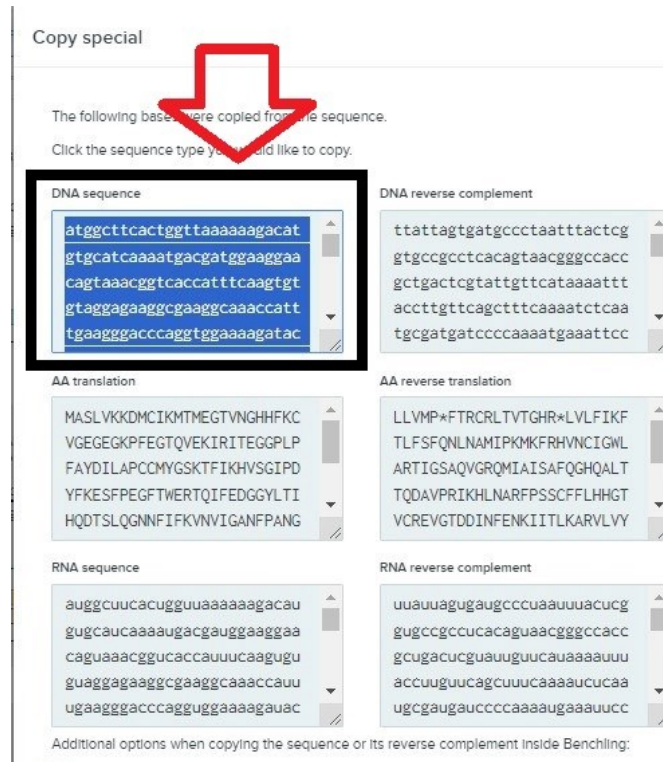 Copy special
The following bases were copied from the sequence.
Click the sequence type you would like to copy.
DNA sequence
atggcttcactggttaaaaaagacat
gtgcatcaaaatgacgatggaaggaa
cagtaaacggtcaccatttcaagtgt
gtaggagaaggcgaaggcaaaccatt
tgaagggacccaggtggaaaagatac
DNA reverse complement
ttattagtgatgccctaatttactcg
gtgccgcctcacagtaacgggccacc
gctgactcgtattgttcataaaattt
accttgttcagctttcaaaatctcaa
tgcgatgatccccaaaatgaaattcc
AA translation
MASLVKKDMCIKMTMEGTVNGHHFKC
VGEGEGKPFEGTQVEKIRITEGGPLP
FAYDILAPCCMYGSKTFIKHVSGIPD
YFKESFPEGFTWERTQIFEDGGYLTI
HQDTSLQGNNFIFKVNVIGANFPANG
AA reverse translation
LLVMP*FTRCRLTVTGHR*LVLFIKF
TLFSFQNLNAMIPKMKFRHVNCIGWL
ARTIGSAQVGRQMIAISAFQGHQALT
TQDAVPRIKHLNARFPSSCFFLHHGT
VCREVGTDDINFENKIITLKARVLVY
RNA sequence
auggcuucacugguuaaaaaagacau
gugcaucaaaaugacgauggaaggaa
caguaaacggucaccauuucaagugu
guaggagaaggcgaaggcaaaccauu
ugaagggacccagguggaaaagauac
RNA reverse complement
uuauuagugaugcccuaauuuacucg
gugccgccucacaguaacgggccacc
gcugacucguauuguucauaaaauuu
accuuguucagcuuucaaaaucucaa
ugcgaugauccccaaaaugaaauucc
Additional options when copying the sequence or its reverse complement inside Benchling: